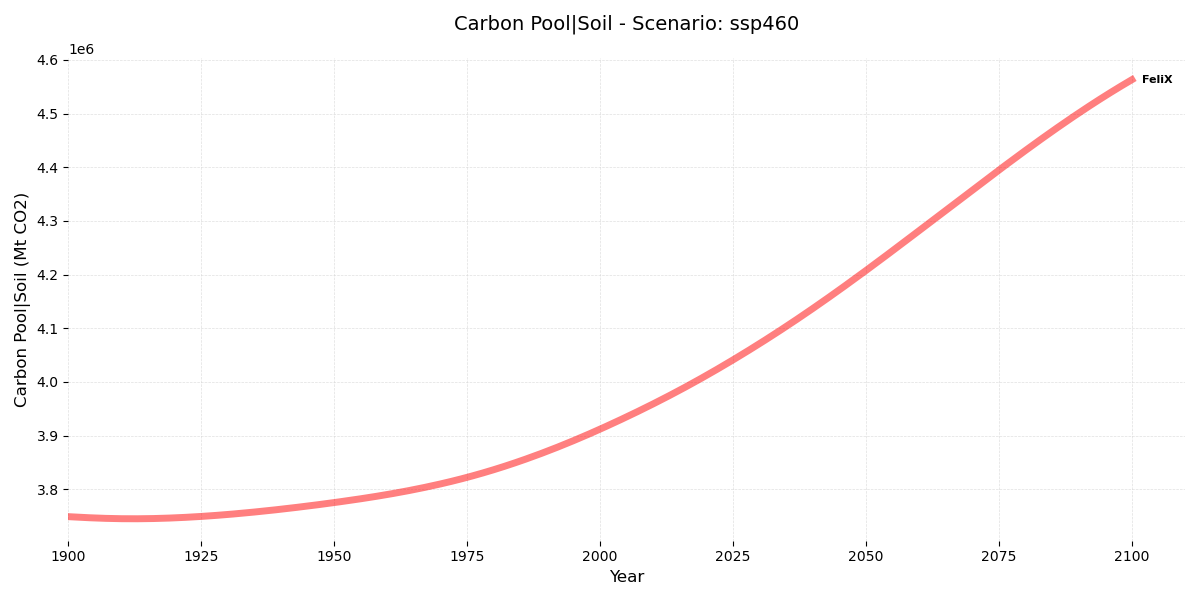 Carbon Pool|Soil - Scenario: ssp460
1e6
4.6
4.5
4.4
4.3
4.2
4.1
4.0
3.9
3.8
Carbon Pool|Soil (Mt CO2)
FeliX
1900 1925 1950 1975 2000 2025 2050 2075 2100
Year